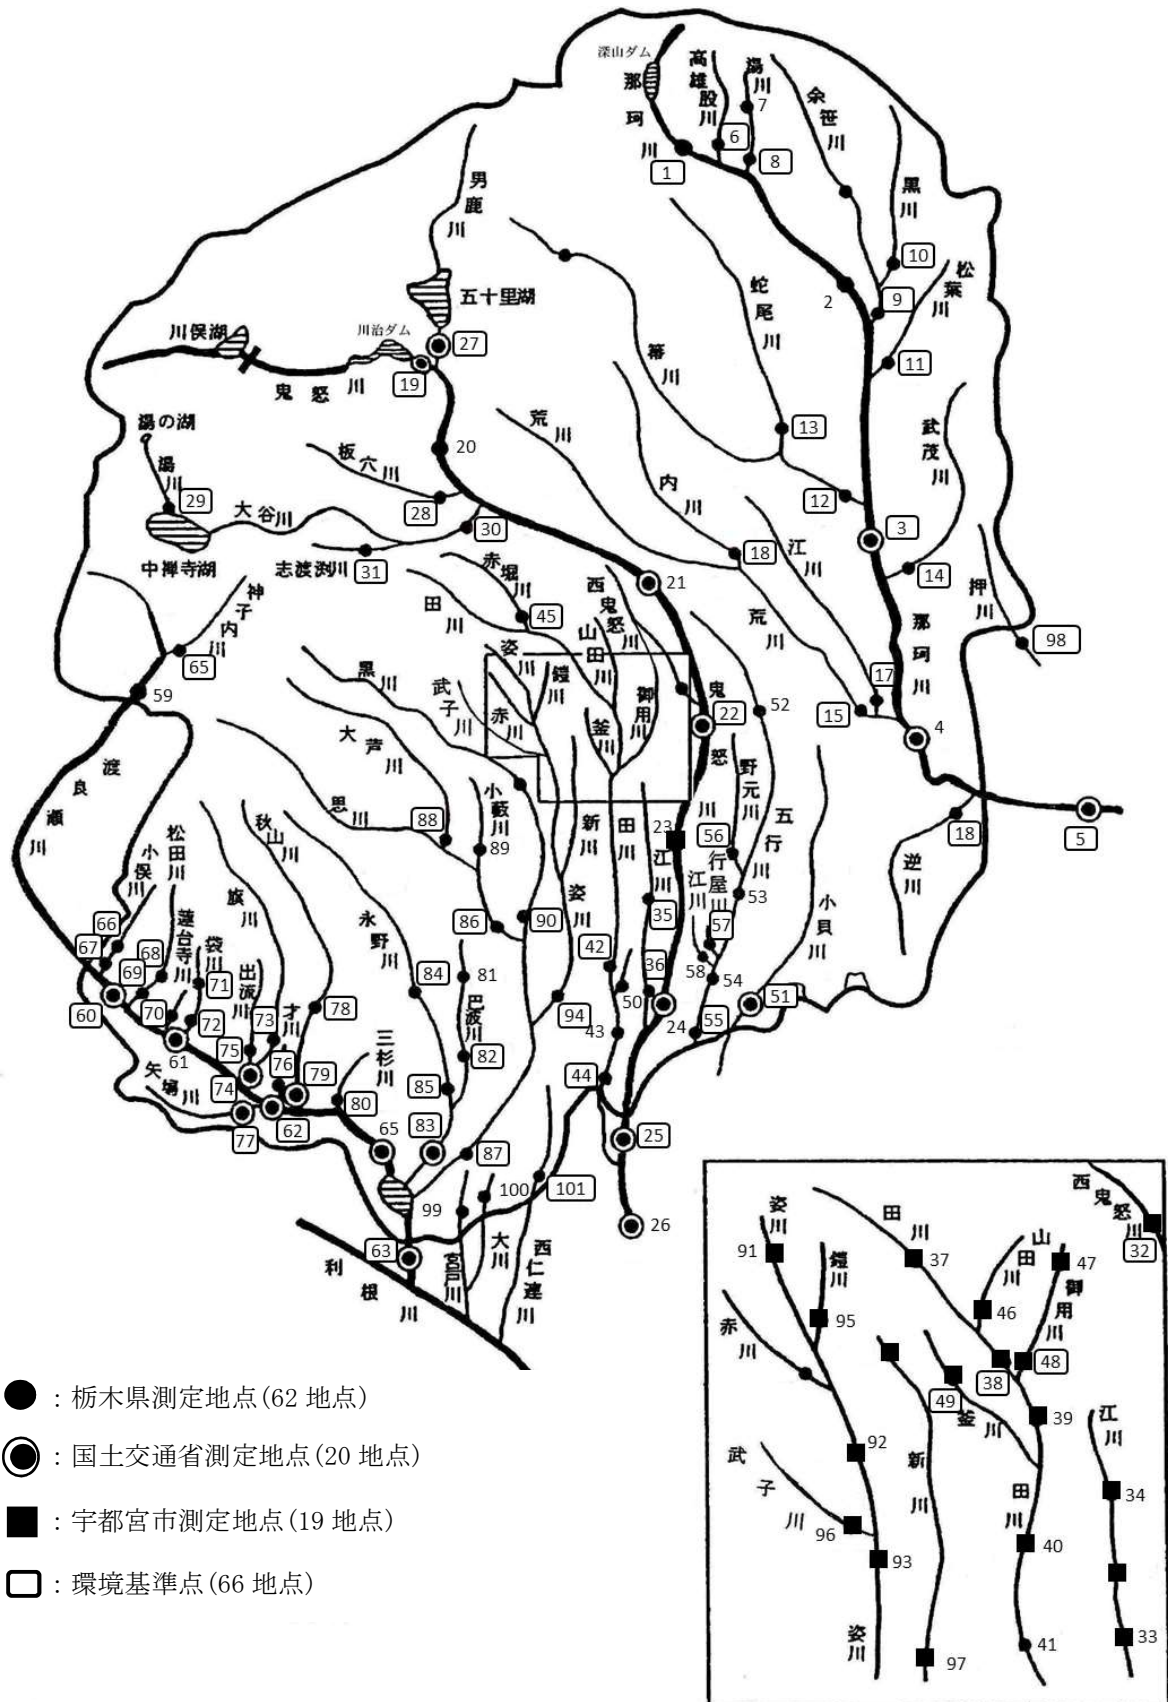 深山ダム
那珂川
高雄股川
湯川
余笹川
黒川
松葉川
7
6
8
1
10
9
2
11
男鹿川
五十里湖
川俣湖
川治ダム
27
19
鬼怒川
蛇尾川
箒川
13
武茂川
12
3
14
湯の湖
湯川
29
中禅寺湖
大谷川
板穴川
20
28
30
志渡渕川
31
荒川
内川
18
江川
21
押川
98
那珂川
荒川
17
15
4
5
18
逆川
神子内川
65
59
渡良瀬川
赤堀川
田川
45
西鬼怒川
山田川
姿川
鎧川
御用川
赤川
釜川
武子川
黒川
大芦川
思川
88
小藪川
89
86
90
鬼怒川
22
52
野元川
五行川
小貝川
23
56
行屋川
江川
53
57
58
54
55
51
24
新川
田川
江川
姿川
35
42
36
50
43
94
44
25
26
小俣川
松田川
蓮台寺川
袋川
旗川
秋山川
出流川
才川
永野川
巴波川
三杉川
矢場川
66
67
68
69
60
70
71
72
61
73
75
74
76
79
78
77
62
80
84
81
82
85
65
83
87
99
100
101
63
利根川
宮戸川
大川
西仁連川
姿川
91
鎧川
95
赤川
田川
37
山田川
46
47
御用川
48
38
49
釜川
39
西鬼怒川
32
92
武子川
96
93
姿川
新川
97
田川
40
41
江川
34
33
：栃木県測定地点(62 地点)
：国土交通省測定地点(20 地点)
：宇都宮市測定地点(19 地点)
：環境基準点(66 地点)